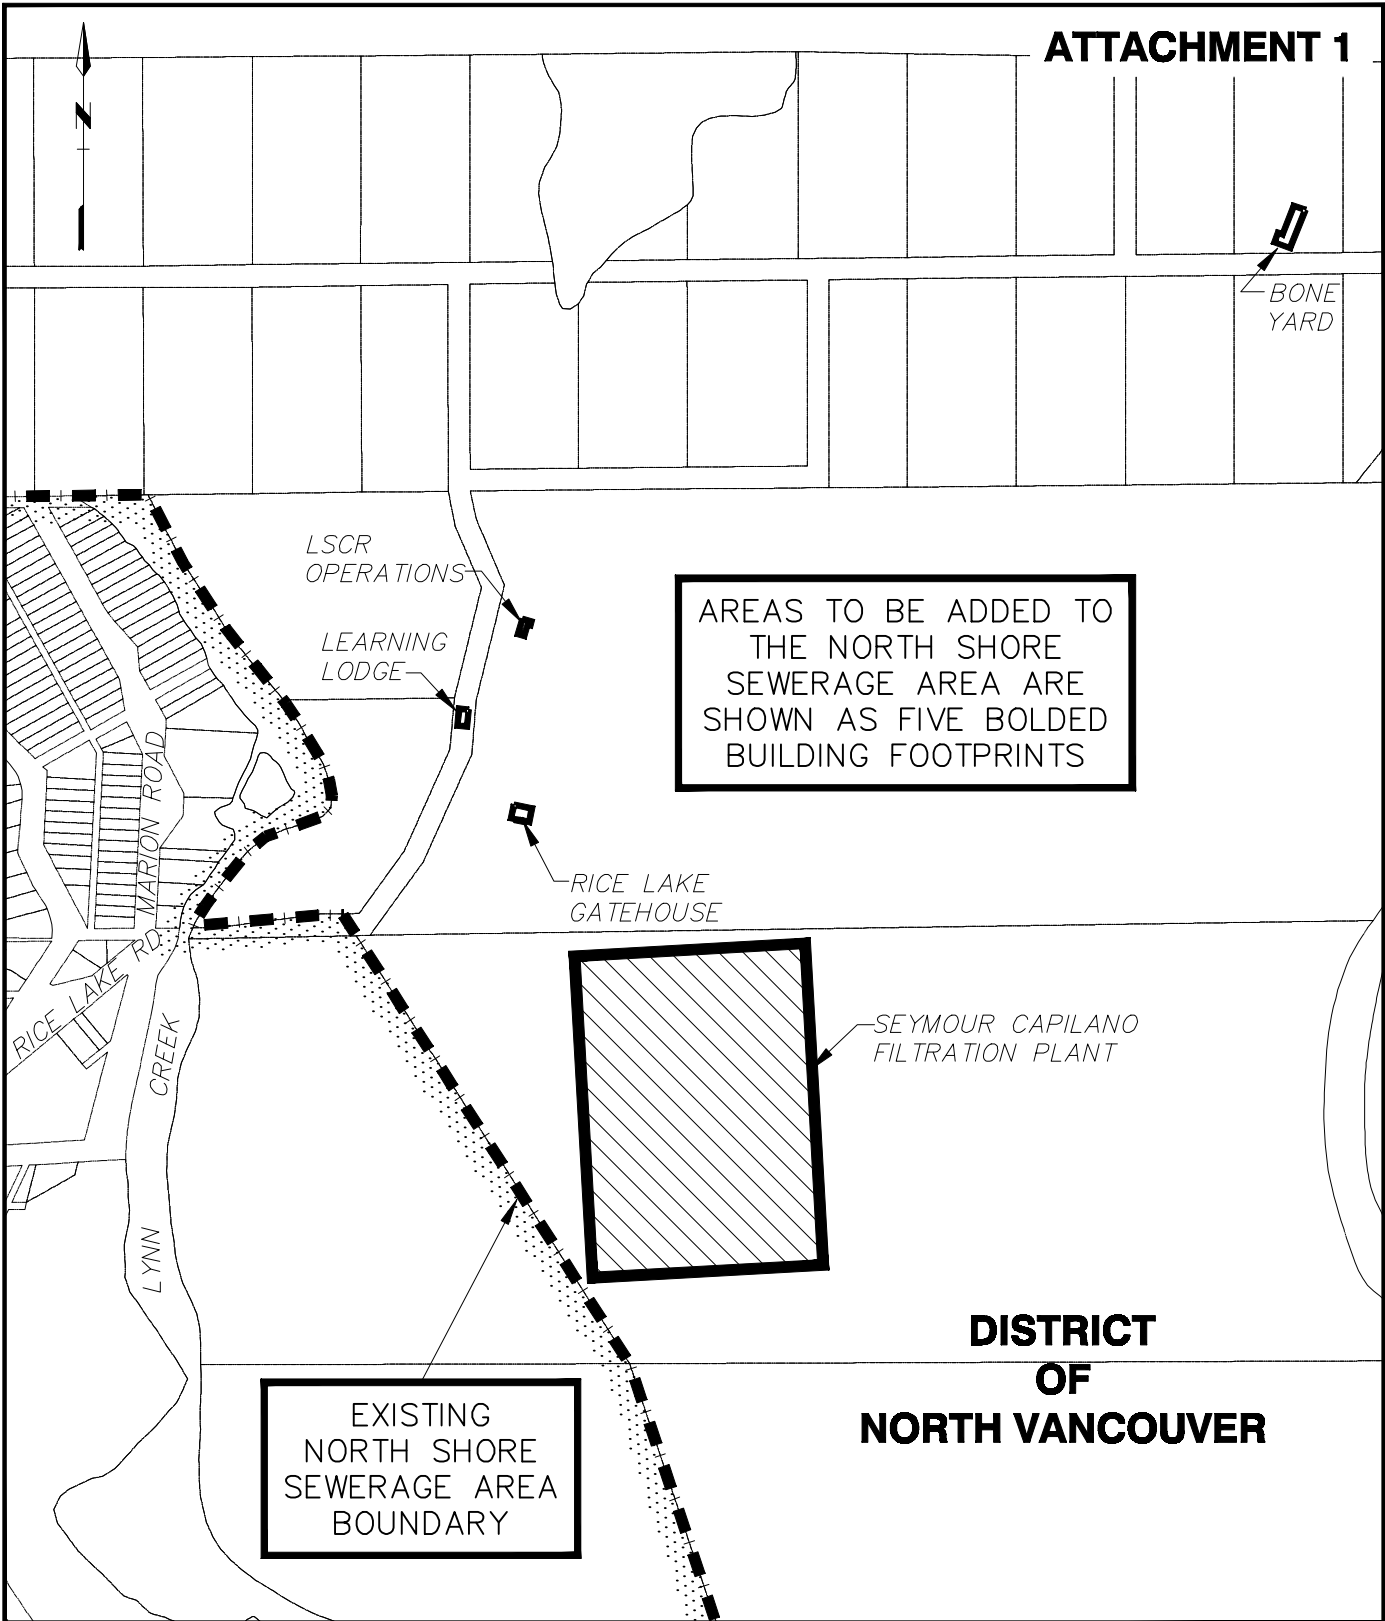 ATTACHMENT 1
N
BONE
YARD
LSCR
OPERATIONS
LEARNING
LODGE
AREAS TO BE ADDED TO
THE NORTH SHORE
SEWERAGE AREA ARE
SHOWN AS FIVE BOLDED
BUILDING FOOTPRINTS
MARION ROAD
RICE LAKE
GATEHOUSE
RICE LAKE RD.
SEYMOUR CAPILANO
FILTRATION PLANT
LYNN CREEK
DISTRICT
OF
NORTH VANCOUVER
EXISTING
NORTH SHORE
SEWERAGE AREA
BOUNDARY